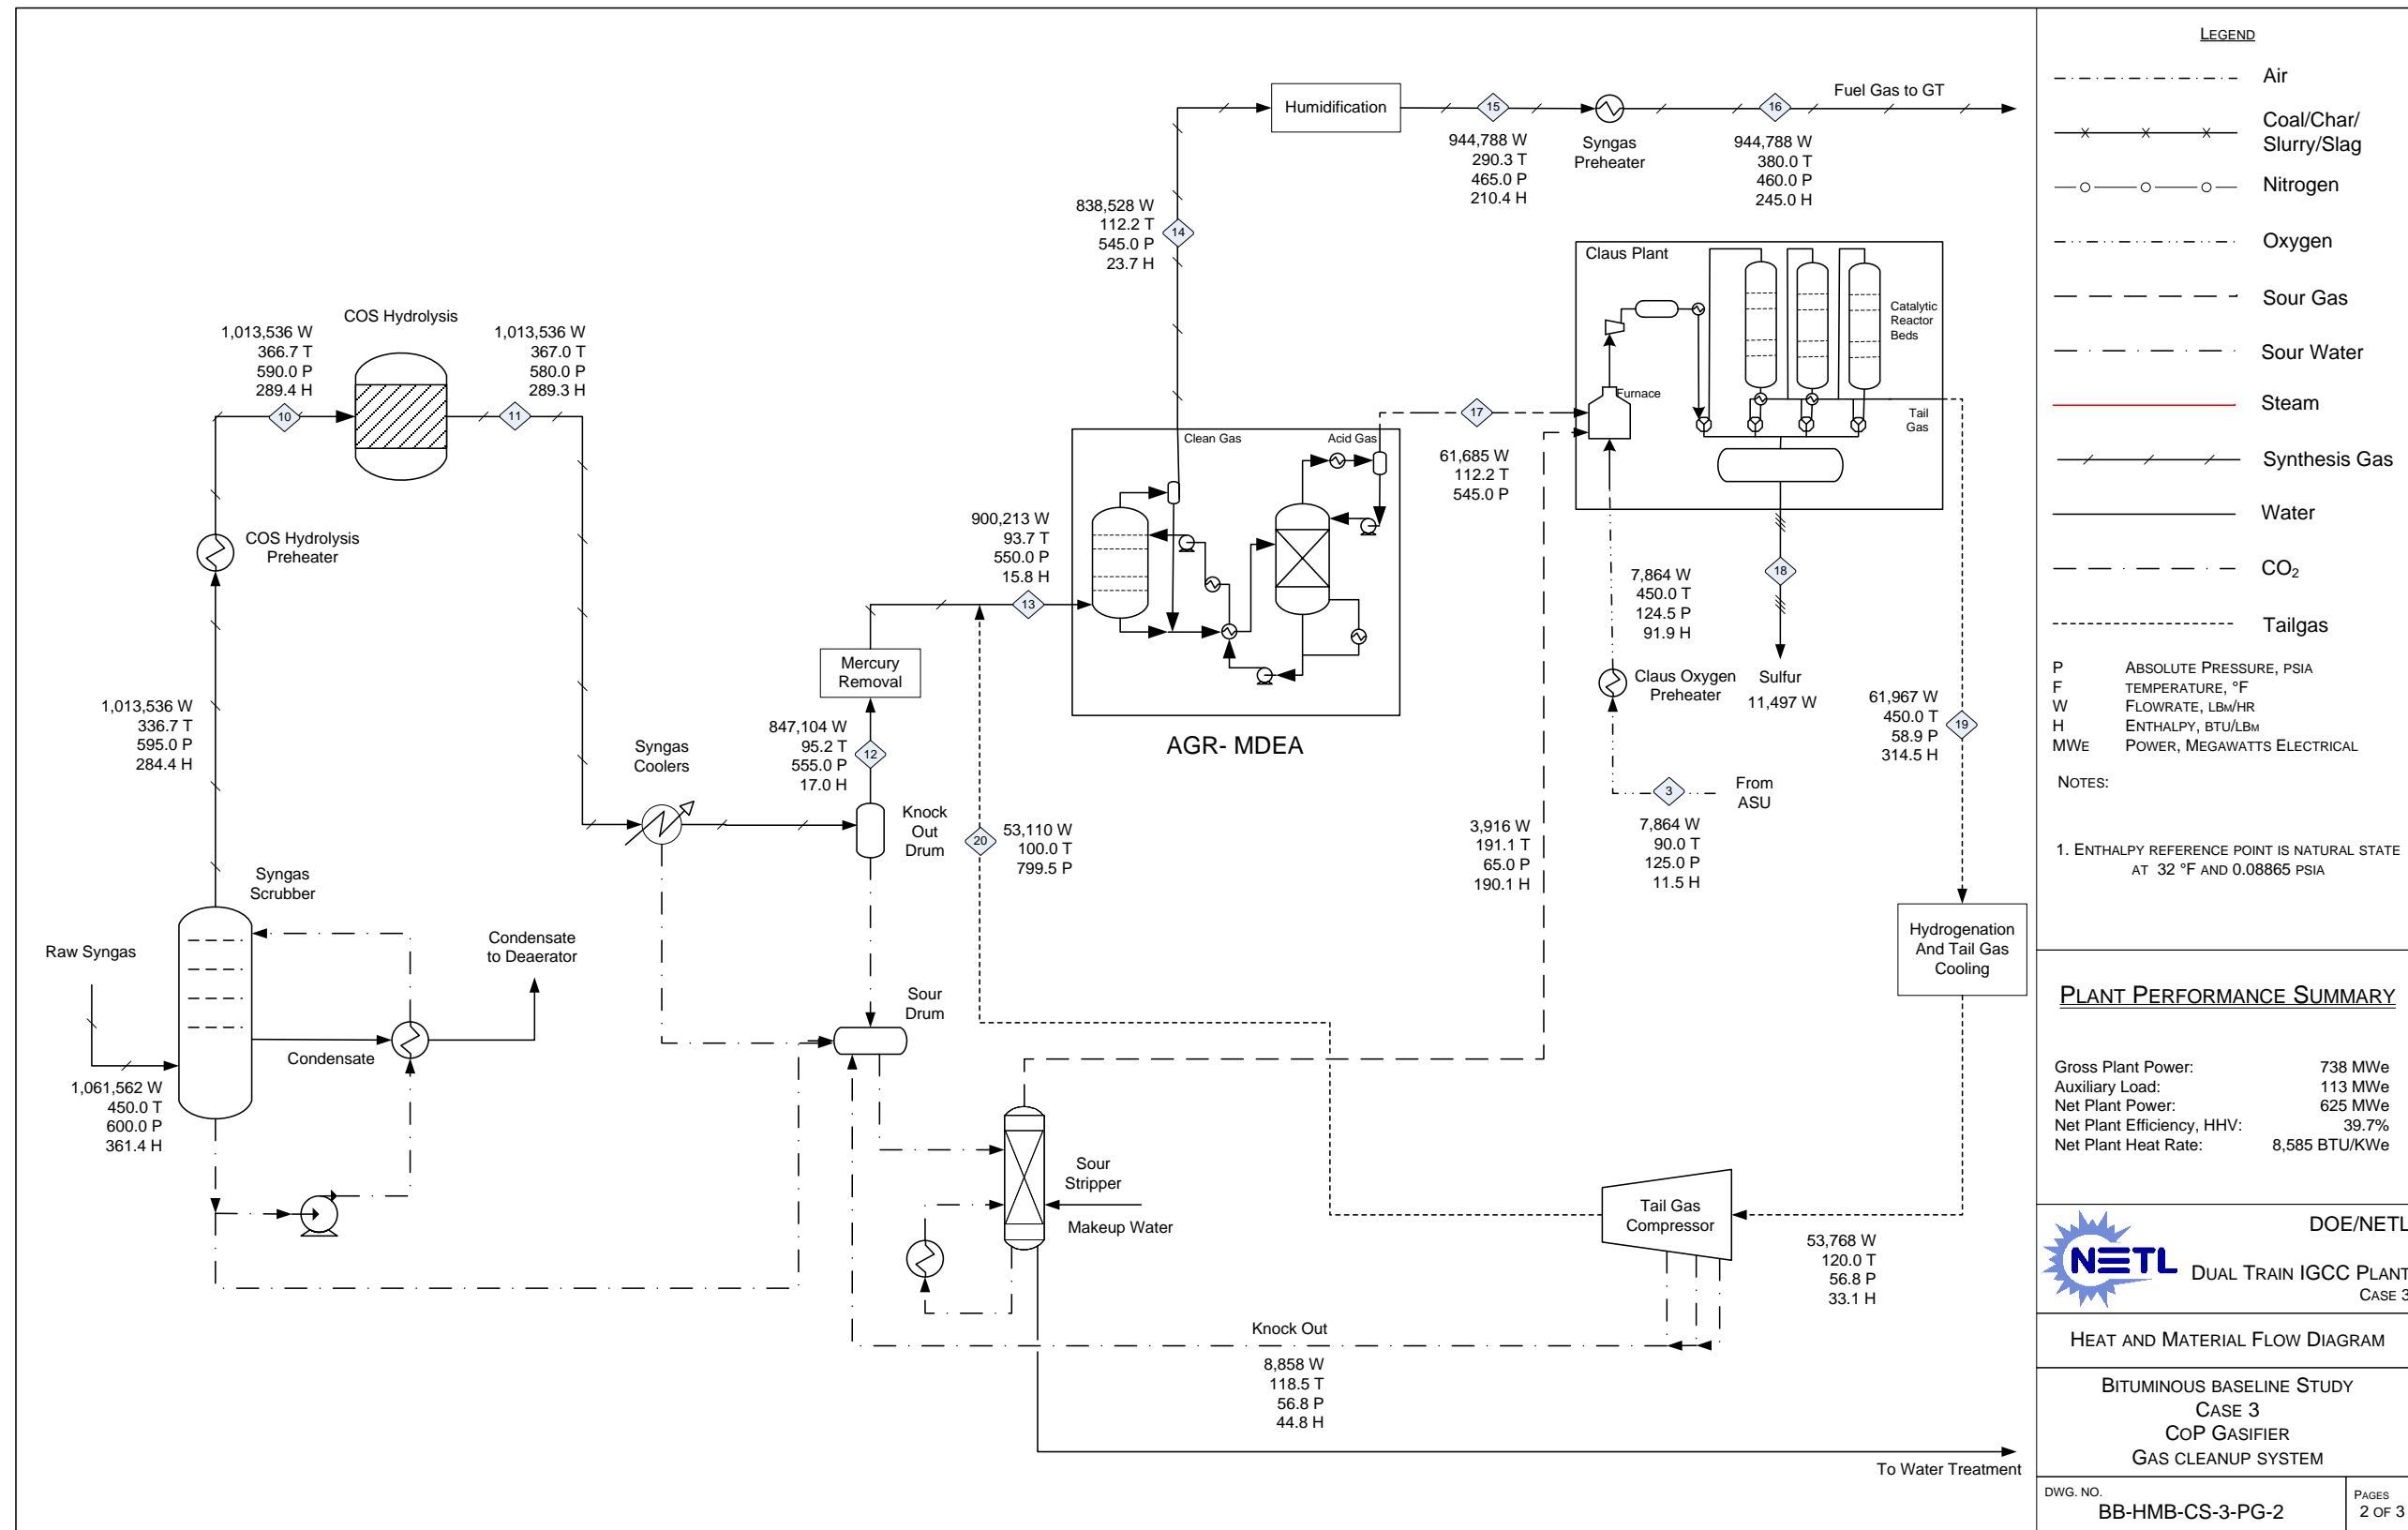 Fuel Gas to GT
Humidification
15
16
944,788 W
290.3 T
465.0 P
210.4 H
Syngas
Preheater
944,788 W
380.0 T
460.0 P
245.0 H
838,528 W
112.2 T
545.0 P
23.7 H
14
Claus Plant
Catalytic
Reactor
Beds
Furnace
Tail
Gas
COS Hydrolysis
1,013,536 W
366.7 T
590.0 P
289.4 H
1,013,536 W
367.0 T
580.0 P
289.3 H
10
11
17
Clean Gas
Acid Gas
61,685 W
112.2 T
545.0 P
COS Hydrolysis
Preheater
900,213 W
93.7 T
550.0 P
15.8 H
13
7,864 W
450.0 T
124.5 P
91.9 H
18
Mercury
Removal
Claus Oxygen
Preheater
Sulfur
11,497 W
61,967 W
450.0 T
58.9 P
314.5 H
19
1,013,536 W
336.7 T
595.0 P
284.4 H
Syngas
Coolers
847,104 W
95.2 T
555.0 P
17.0 H
12
AGR- MDEA
3
From
ASU
7,864 W
90.0 T
125.0 P
11.5 H
Knock
Out
Drum
20
53,110 W
100.0 T
799.5 P
3,916 W
191.1 T
65.0 P
190.1 H
Syngas
Scrubber
Raw Syngas
Condensate
to Deaerator
Hydrogenation
And Tail Gas
Cooling
Sour
Drum
Condensate
1,061,562 W
450.0 T
600.0 P
361.4 H
Sour
Stripper
Makeup Water
Tail Gas
Compressor
53,768 W
120.0 T
56.8 P
33.1 H
Knock Out
8,858 W
118.5 T
56.8 P
44.8 H
To Water Treatment
LEGEND
Air
Coal/Char/
Slurry/Slag
Nitrogen
Oxygen
Sour Gas
Sour Water
Steam
Synthesis Gas
Water
CO₂
Tailgas
P ABSOLUTE PRESSURE, PSIA
F TEMPERATURE, °F
W FLOWRATE, LBM/HR
H ENTHALPY, BTU/LBM
MWE POWER, MEGAWATTS ELECTRICAL
NOTES:
1. ENTHALPY REFERENCE POINT IS NATURAL STATE
AT 32 °F AND 0.08865 PSIA
PLANT PERFORMANCE SUMMARY
Gross Plant Power: 738 MWe
Auxiliary Load: 113 MWe
Net Plant Power: 625 MWe
Net Plant Efficiency, HHV: 39.7%
Net Plant Heat Rate: 8,585 BTU/KWe
NETL
DOE/NETL
DUAL TRAIN IGCC PLANT
CASE 3
HEAT AND MATERIAL FLOW DIAGRAM
BITUMINOUS BASELINE STUDY
CASE 3
COP GASIFIER
GAS CLEANUP SYSTEM
DWG. NO.
BB-HMB-CS-3-PG-2
PAGES
2 OF 3